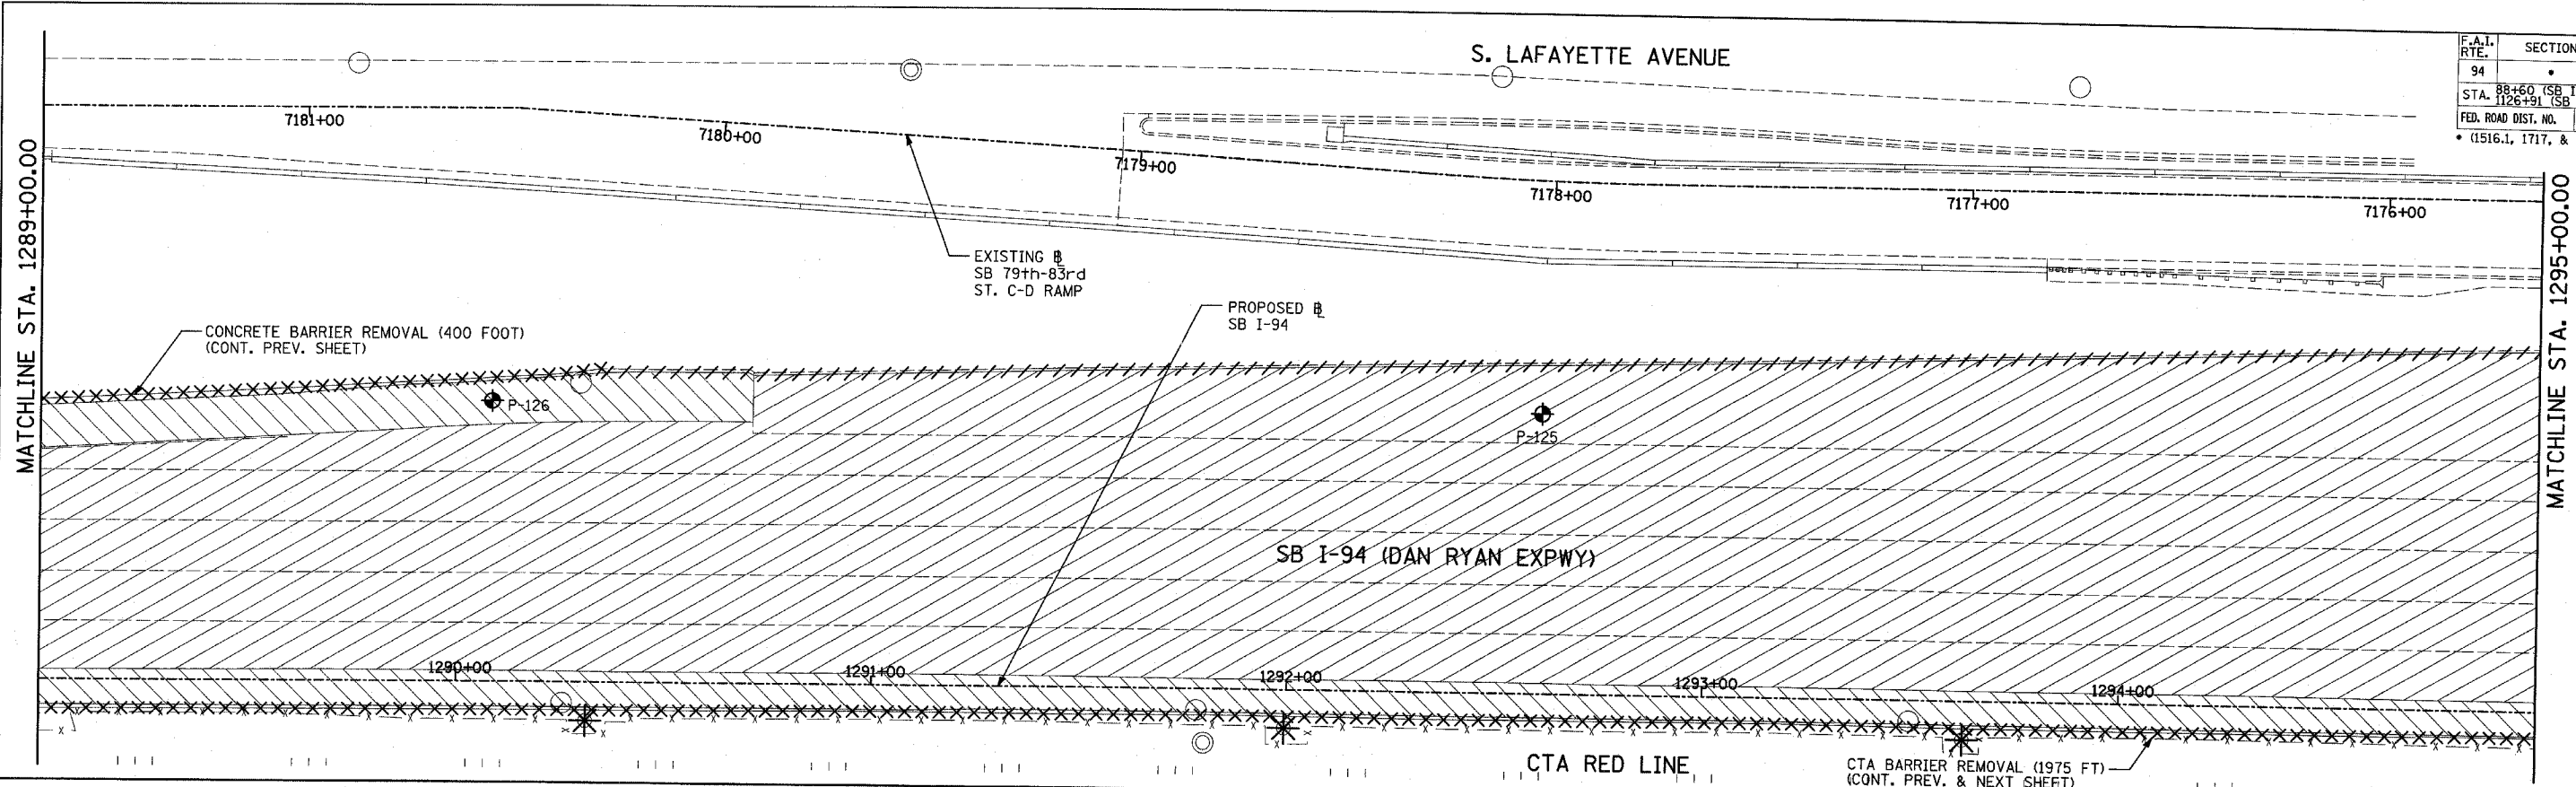 S. LAFAYETTE AVENUE
F.A.I. RTE.
SECTION
94
•
STA. 88+60 (SB I
1126+91 (SB
FED. ROAD DIST. NO.
• (1516.1, 1717, &
7181+00
7180+00
7179+00
7178+00
7177+00
7176+00
MATCHLINE STA. 1289+00.00
MATCHLINE STA. 1295+00.00
EXISTING ⅊
SB 79th-83rd
ST. C-D RAMP
PROPOSED ⅊
SB I-94
CONCRETE BARRIER REMOVAL (400 FOOT)
(CONT. PREV. SHEET)
P-126
P-125
SB I-94 (DAN RYAN EXPWY)
1290+00
1291+00
1292+00
1293+00
1294+00
CTA RED LINE
CTA BARRIER REMOVAL (1975 FT)
(CONT. PREV. & NEXT SHEET)